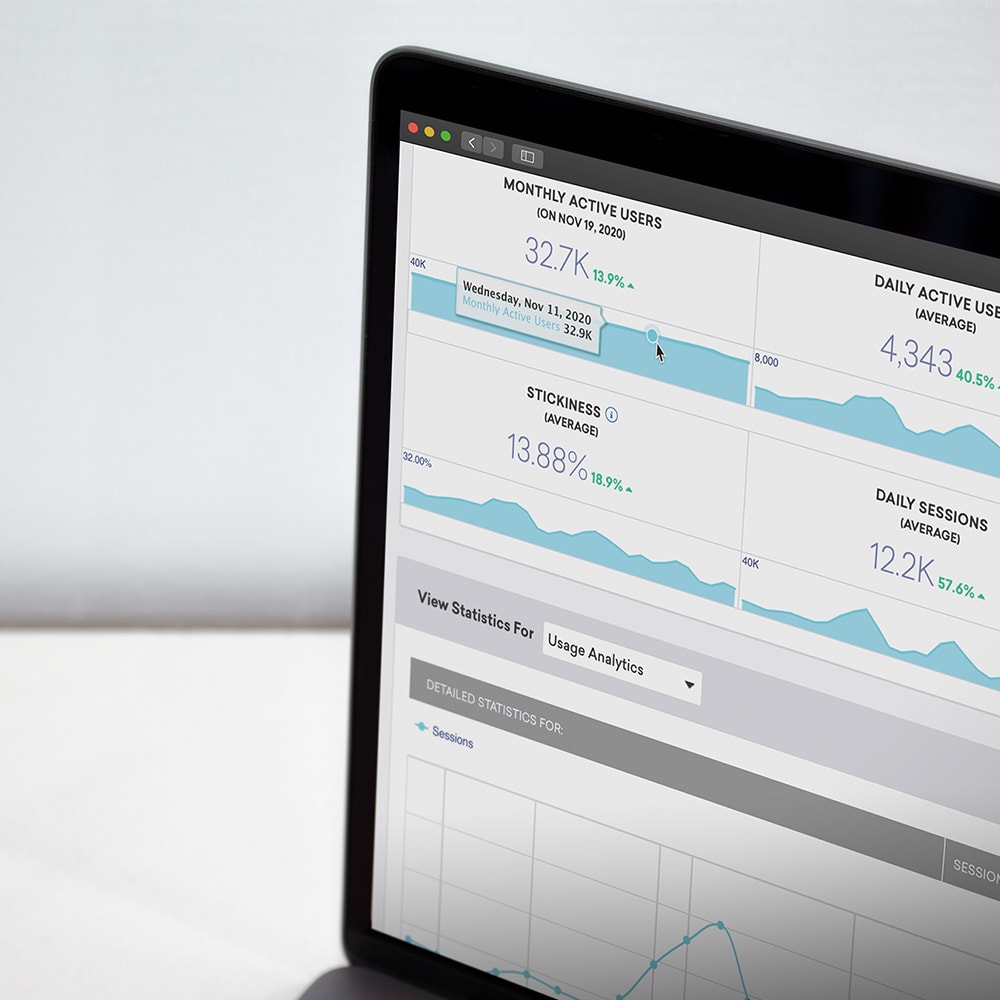 MONTHLY ACTIVE USERS
(ON NOV 19, 2020)
32.7K 13.9%
40K
Wednesday, Nov 11, 2020
Monthly Active Users 32.9K
DAILY ACTIVE USE
(AVERAGE)
4,343 40.5%
8,000
STICKINESS
(AVERAGE)
13.88% 18.9%
32.00%
DAILY SESSIONS
(AVERAGE)
12.2K 57.6%
40K
View Statistics For Usage Analytics
DETAILED STATISTICS FOR:
SESSION
Sessions